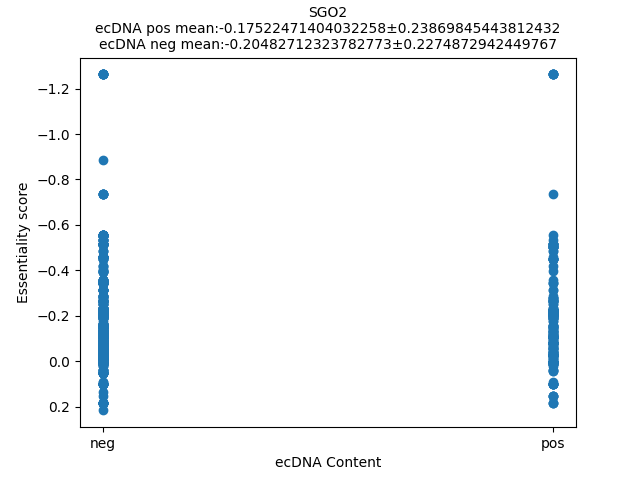 SGO2
ecDNA pos mean:-0.17522471404032258±0.23869845443812432
ecDNA neg mean:-0.20482712323782773±0.2274872942449767
−1.2
−1.0
−0.8
−0.6
−0.4
−0.2
0.0
0.2
Essentiality score
neg
pos
ecDNA Content